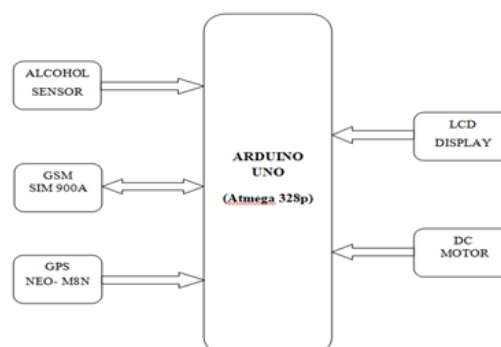 ALCOHOL
SENSOR
GSM
SIM 900A
GPS
NEO- M8N
ARDUINO
UNO
(Atmega 328p)
LCD
DISPLAY
DC
MOTOR